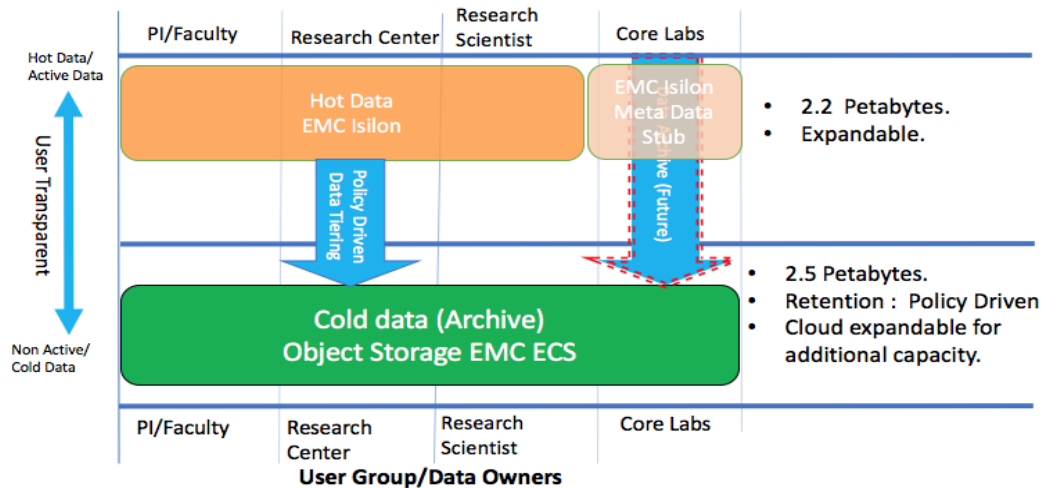 PI/Faculty
Research Center
Research
Scientist
Core Labs
Hot Data/
Active Data
User Transparent
Non Active/
Cold Data
Hot Data
EMC Isilon
EMC Isilon
Meta Data
Stub
• 2.2 Petabytes.
• Expandable.
Policy Driven
Data Tiering
Archive (Future)
Cold data (Archive)
Object Storage EMC ECS
• 2.5 Petabytes.
• Retention : Policy Driven
• Cloud expandable for
additional capacity.
PI/Faculty
Research
Center
Research
Scientist
Core Labs
User Group/Data Owners